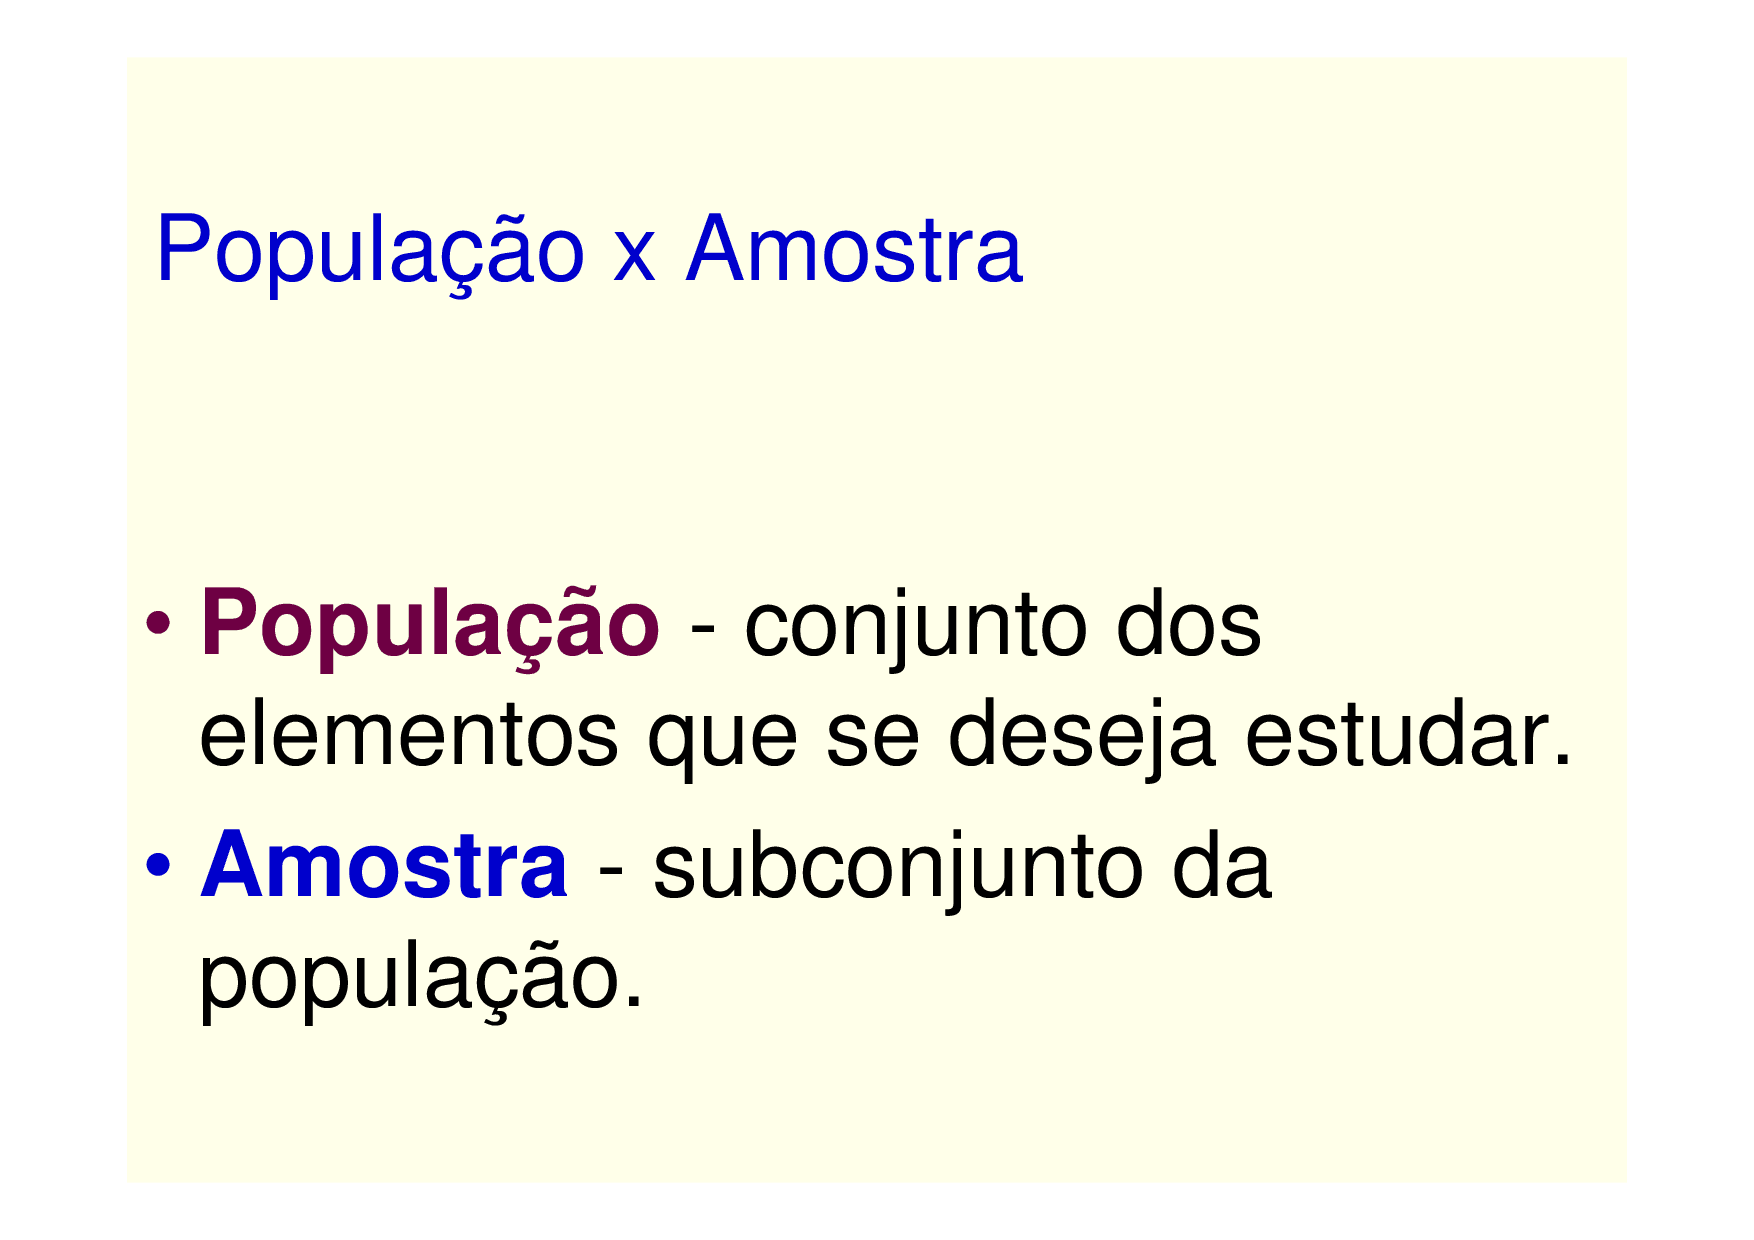 População x Amostra
• População - conjunto dos
elementos que se deseja estudar.
• Amostra - subconjunto da
população.